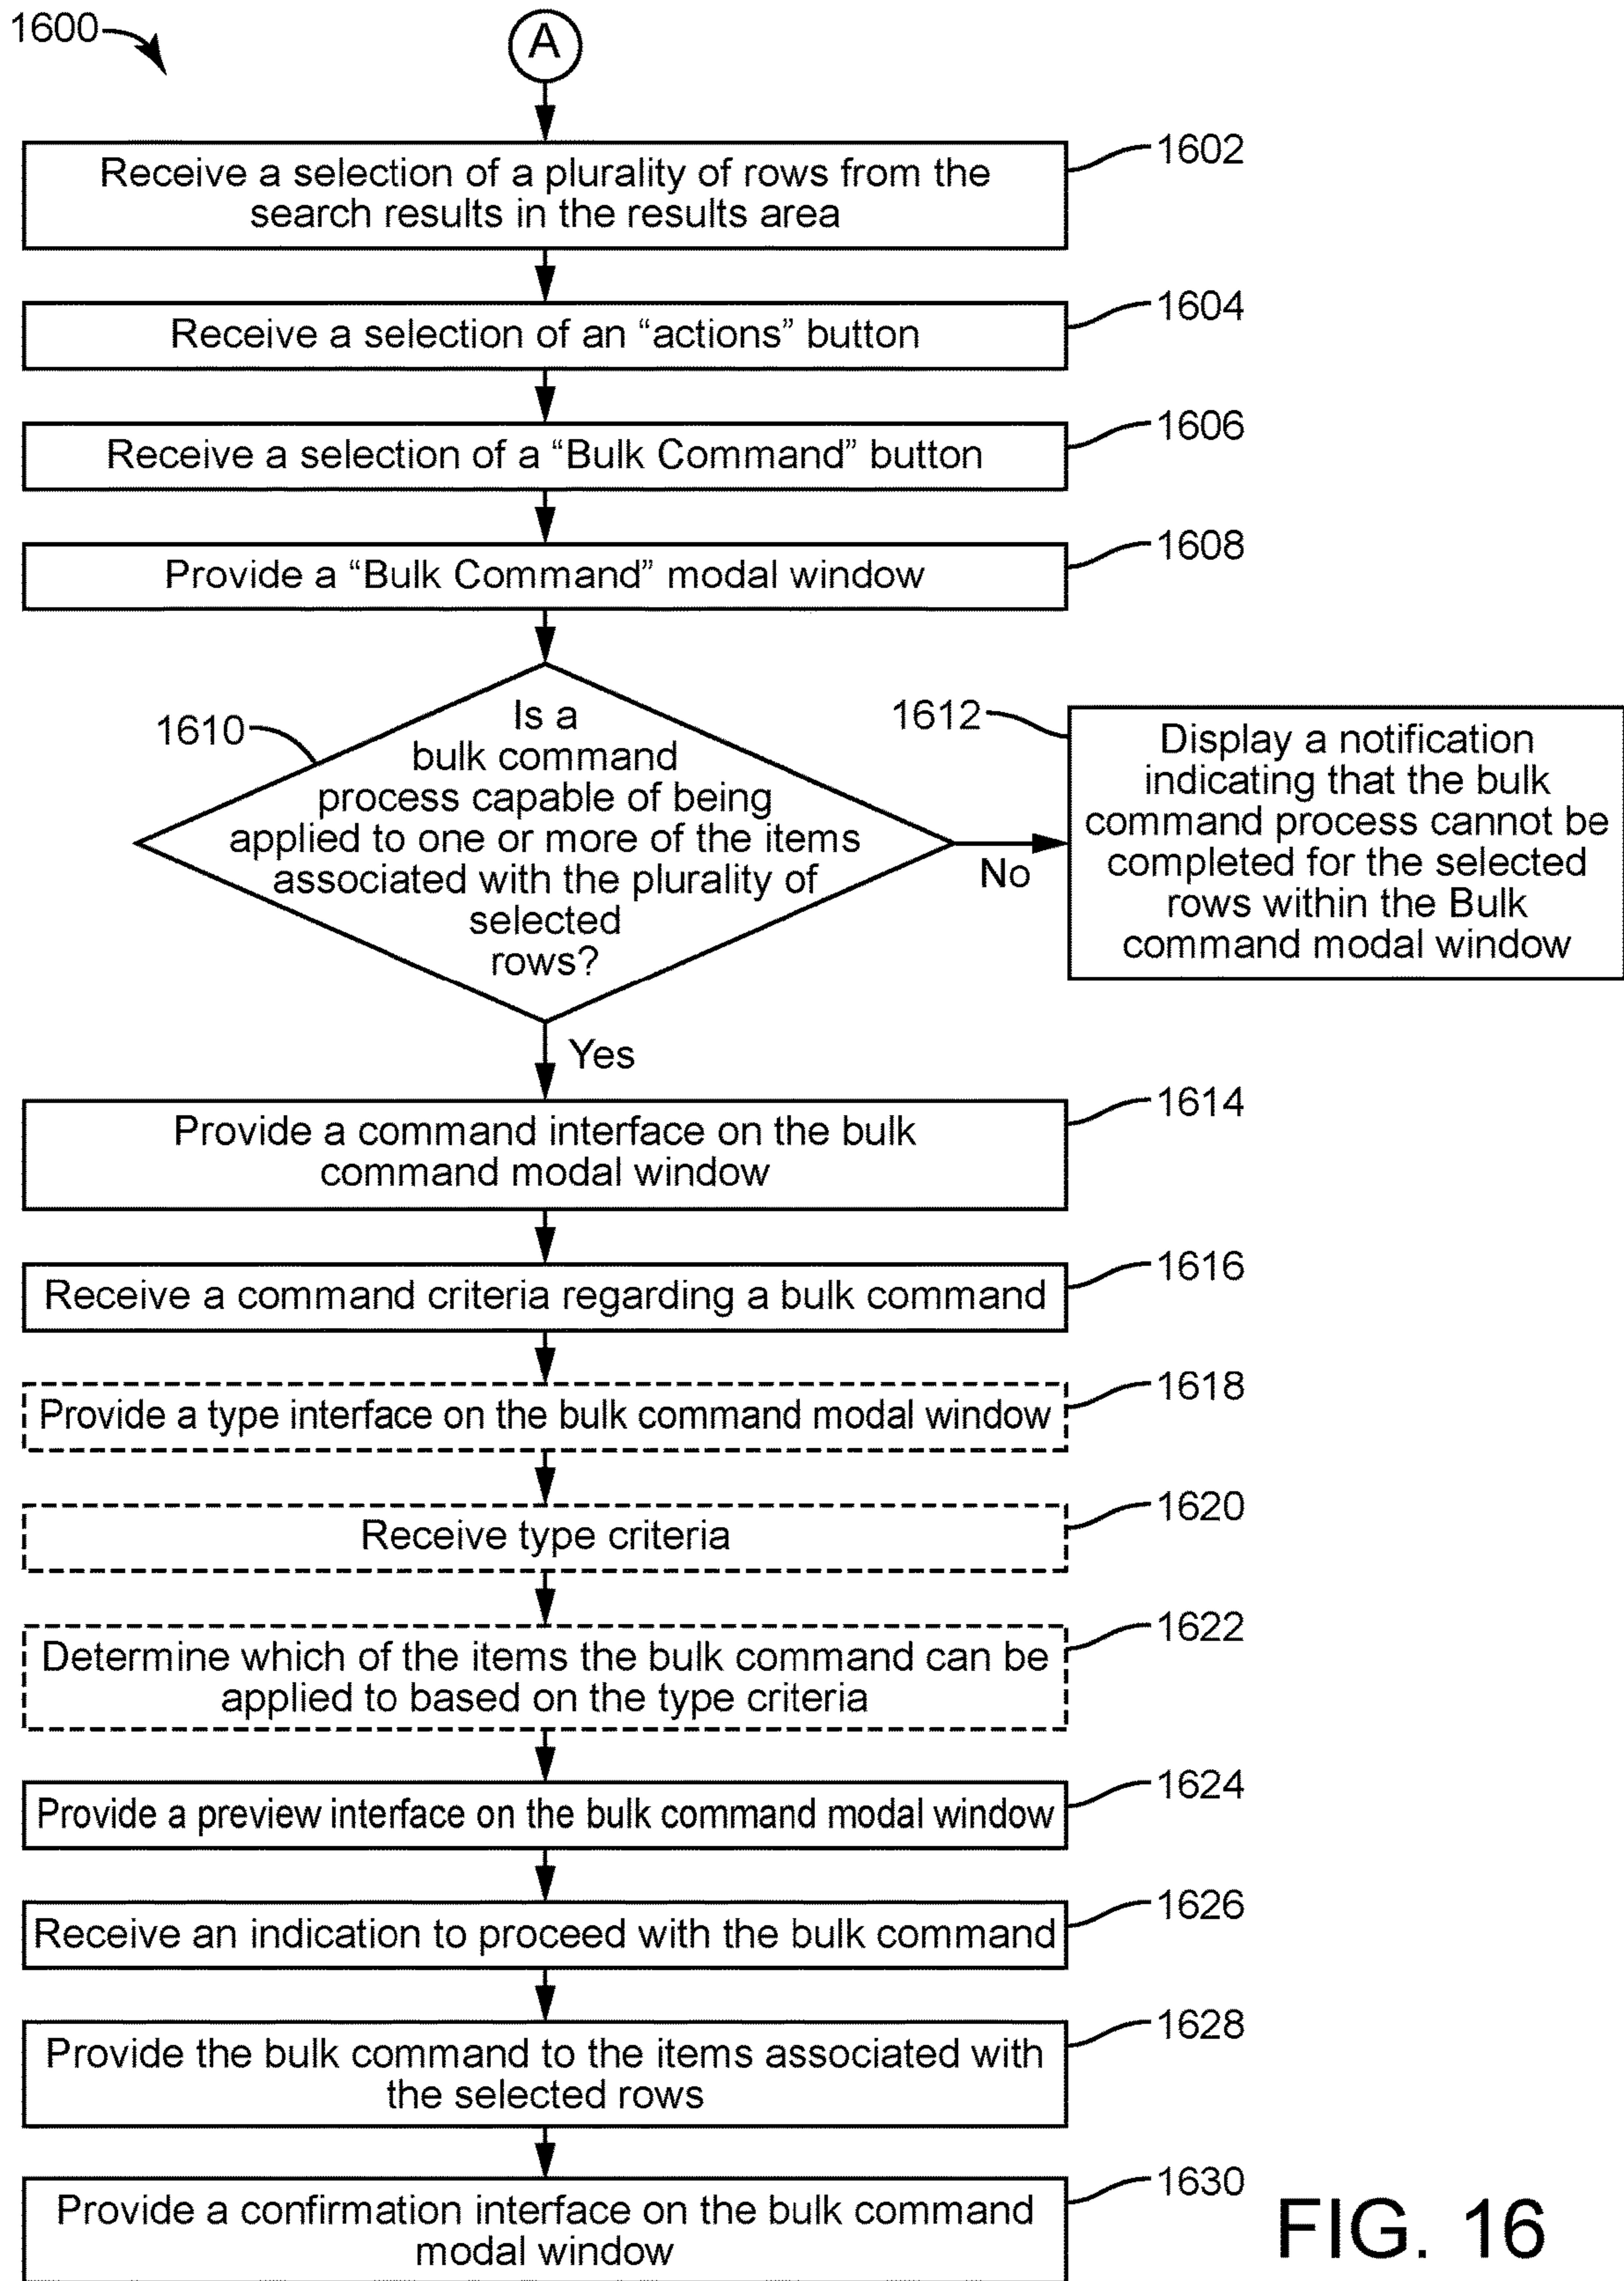 1600
A
Receive a selection of a plurality of rows from the
search results in the results area
1602
Receive a selection of an “actions” button
1604
Receive a selection of a “Bulk Command” button
1606
Provide a “Bulk Command” modal window
1608
1610
Is a
bulk command
process capable of being
applied to one or more of the items
associated with the plurality of
selected
rows?
No
1612
Display a notification
indicating that the bulk
command process cannot be
completed for the selected
rows within the Bulk
command modal window
Yes
Provide a command interface on the bulk
command modal window
1614
Receive a command criteria regarding a bulk command
1616
Provide a type interface on the bulk command modal window
1618
Receive type criteria
1620
Determine which of the items the bulk command can be
applied to based on the type criteria
1622
Provide a preview interface on the bulk command modal window
1624
Receive an indication to proceed with the bulk command
1626
Provide the bulk command to the items associated with
the selected rows
1628
Provide a confirmation interface on the bulk command
modal window
1630
FIG. 16